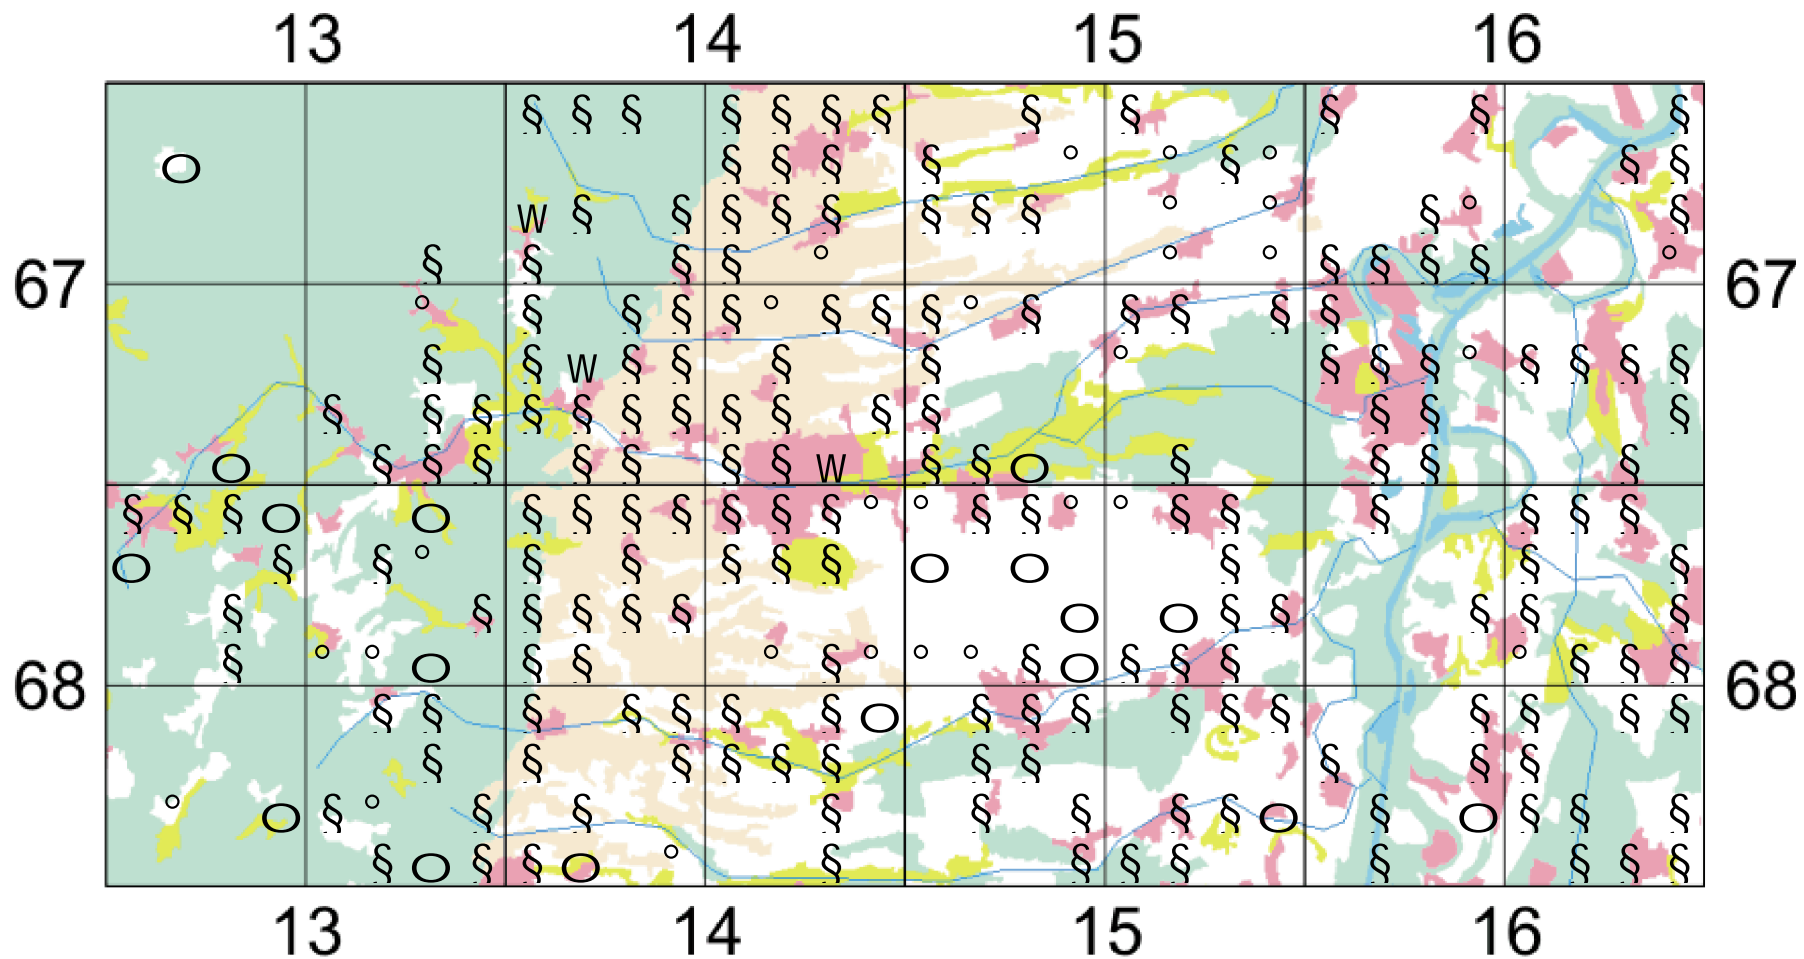 13 14 15 16
§ § § § § § § § § § § §
O § § § § ° ° § ° § §
W § § § § § § § § ° ° § ° §
§ § § § ° ° ° § § § § °
67 67
° § § § § ° § § § ° § § § § §
§ § W § § § § ° § § § ° § § § §
§ § § § § § § § § § § § § §
O § § § § § § § W § § O § § § §
§ § § O O § § § § § § § ° ° § ° ° § § § § § §
O § § ° § § § § § O O § § §
§ § § § § § O O § § § § §
§ ° ° O § § ° § ° ° ° § O § § § ° § § §
68 68
§ § § § § § § O § § § § § § § § § §
§ § § § § § § § § § §
° O § ° § § § § § § § O § O § § §
§ O § § O ° § § § § § § § §
13 14 15 16